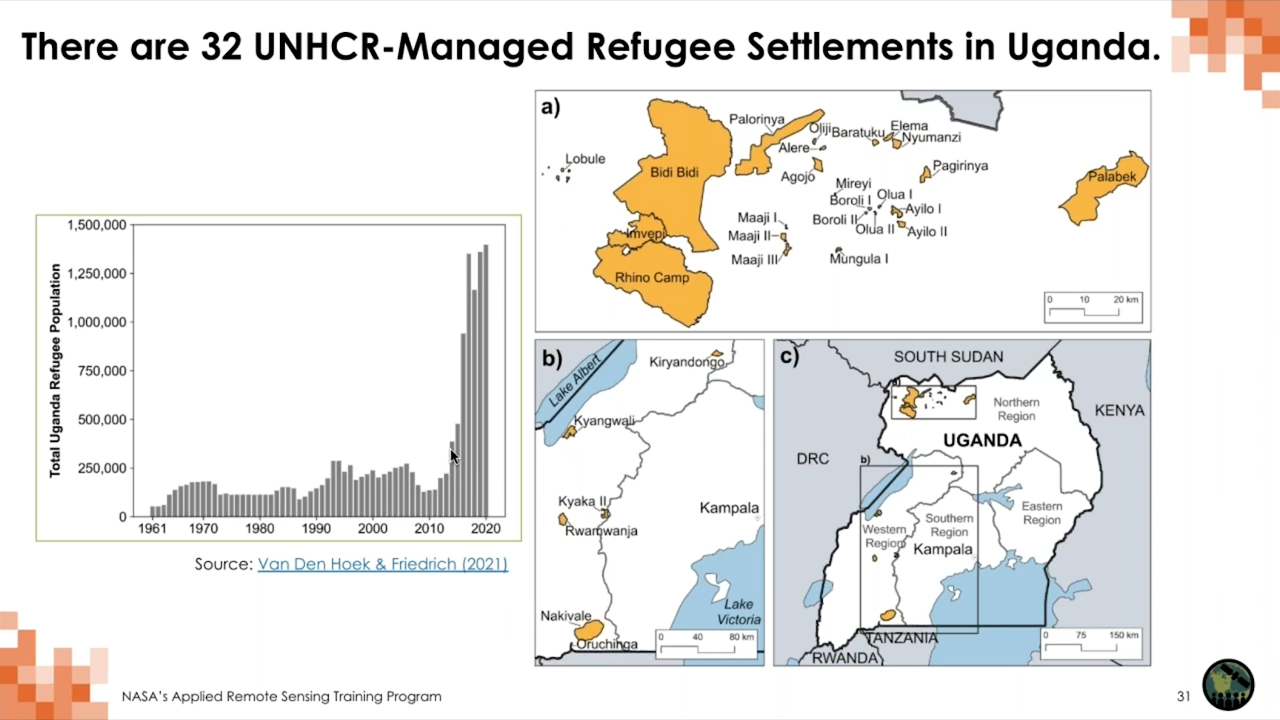 There are 32 UNHCR-Managed Refugee Settlements in Uganda.
Total Uganda Refugee Population
1,500,000
1,250,000
1,000,000
750,000
500,000
250,000
0
1961 1970 1980 1990 2000 2010 2020
Source: Van Den Hoek & Friedrich (2021)
a)
Lobule
Bidi Bidi
Imvepi
Rhino Camp
Palorinya
Oliji
Baratuku
Elema
Nyumanzi
Alere
Agojo
Pagirinya
Palabek
Mireyi
Boroli I
Olua I
Ayilo I
Boroli II
Olua II
Ayilo II
Maaji I
Maaji II
Maaji III
Mungula I
0 10 20 km
b)
Lake Albert
Kiryandongo
Kyangwali
Kyaka II
Rwamwanja
Kampala
Nakivale
Oruchinga
Lake
Victoria
0 40 80 km
c)
SOUTH SUDAN
a)
Northern
Region
KENYA
UGANDA
DRC
b)
Western
Region
Southern
Region
Eastern
Region
Kampala
TANZANIA
RWANDA
0 75 150 km
NASA's Applied Remote Sensing Training Program
31